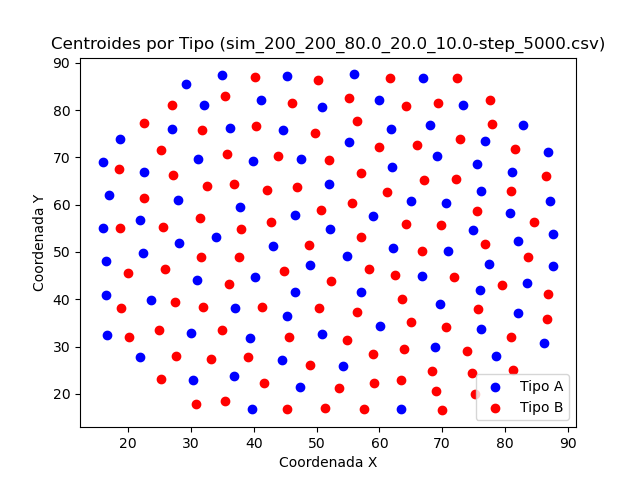 Centroides por Tipo (sim_200_200_80.0_20.0_10.0-step_5000.csv)
90
80
70
60
50
40
30
20
Coordenada Y
Tipo A
Tipo B
20 30 40 50 60 70 80 90
Coordenada X